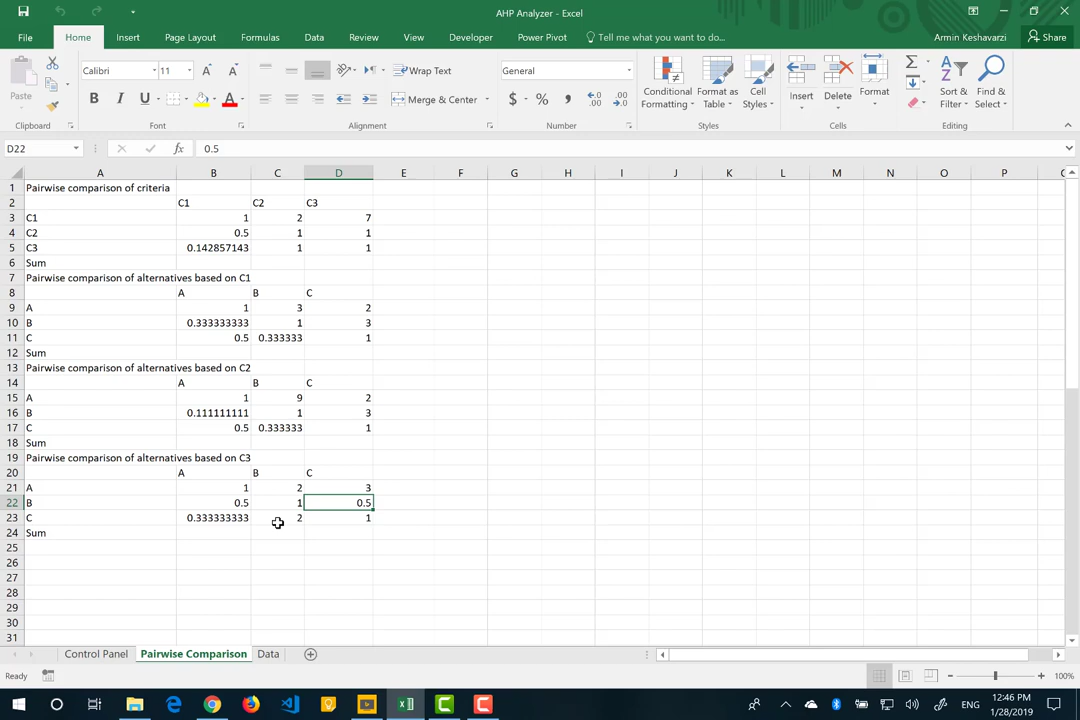 AHP Analyzer - Excel
File Home Insert Page Layout Formulas Data Review View Developer Power Pivot Tell me what you want to do... Armin Keshavarzi Share
Paste Calibri 11 A A Wrap Text General Conditional Formatting Format as Table Cell Styles Insert Delete Format Sort & Filter Find & Select
B I U A Merge & Center $ % ,
Clipboard Font Alignment Number Styles Cells Editing
D22 fx 0.5
A B C D E F G H I J K L M N O P
1 Pairwise comparison of criteria
2 C1 C2 C3
3 C1 1 2 7
4 C2 0.5 1 1
5 C3 0.142857143 1 1
6 Sum
7 Pairwise comparison of alternatives based on C1
8 A B C
9 A 1 3 2
10 B 0.333333333 1 3
11 C 0.5 0.333333 1
12 Sum
13 Pairwise comparison of alternatives based on C2
14 A B C
15 A 1 9 2
16 B 0.111111111 1 3
17 C 0.5 0.333333 1
18 Sum
19 Pairwise comparison of alternatives based on C3
20 A B C
21 A 1 2 3
22 B 0.5 1 0.5
23 C 0.333333333 2 1
24 Sum
25
26
27
28
29
30
31
Control Panel Pairwise Comparison Data
Ready 100%
ENG 12:46 PM
1/28/2019